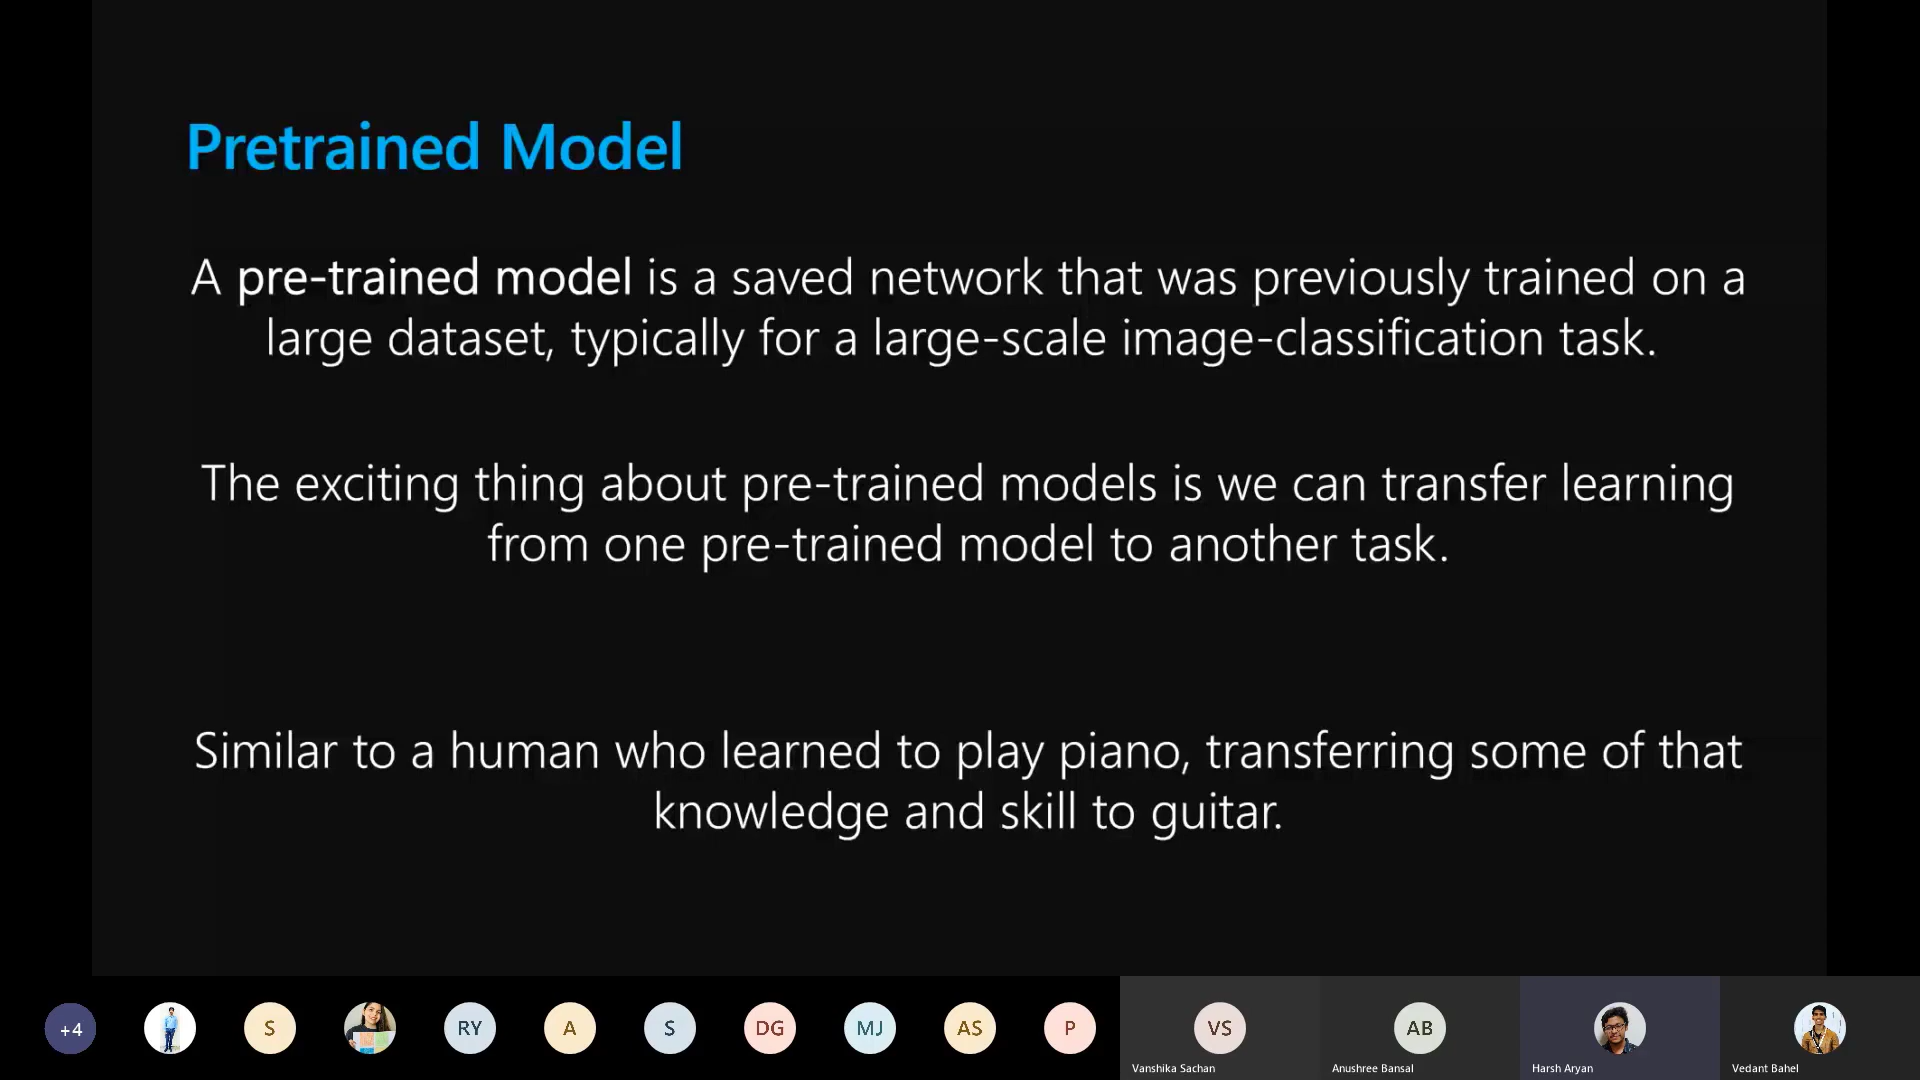 Pretrained Model
A pre-trained model is a saved network that was previously trained on a
large dataset, typically for a large-scale image-classification task.
The exciting thing about pre-trained models is we can transfer learning
from one pre-trained model to another task.
Similar to a human who learned to play piano, transferring some of that
knowledge and skill to guitar.
+4
S
RY
A
S
DG
MJ
AS
P
VS
AB
Vanshika Sachan
Anushree Bansal
Harsh Aryan
Vedant Bahel